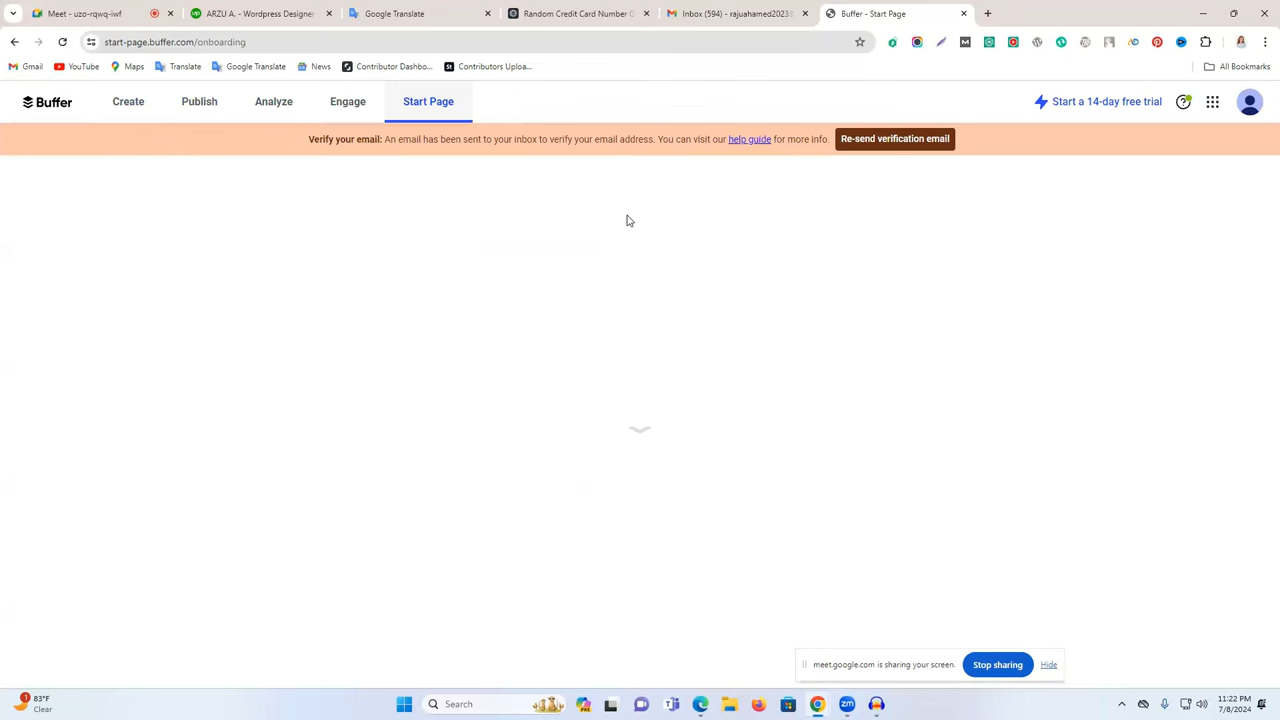 Meet - uzo-rqwq-iwf
ARZU A. - Wordpress Designer
Google Translate
Random Credit Card Number G
Inbox (594) - rajuahamed2023@
Buffer - Start Page
start-page.buffer.com/onboarding
Gmail
YouTube
Maps
Translate
Google Translate
News
Contributor Dashbo...
Contributors Uploa...
All Bookmarks
Buffer
Create
Publish
Analyze
Engage
Start Page
Start a 14-day free trial
Verify your email: An email has been sent to your inbox to verify your email address. You can visit our help guide for more info.
Re-send verification email
meet.google.com is sharing your screen.
Stop sharing
Hide
1
83°F
Clear
Search
zm
11:22 PM
7/8/2024